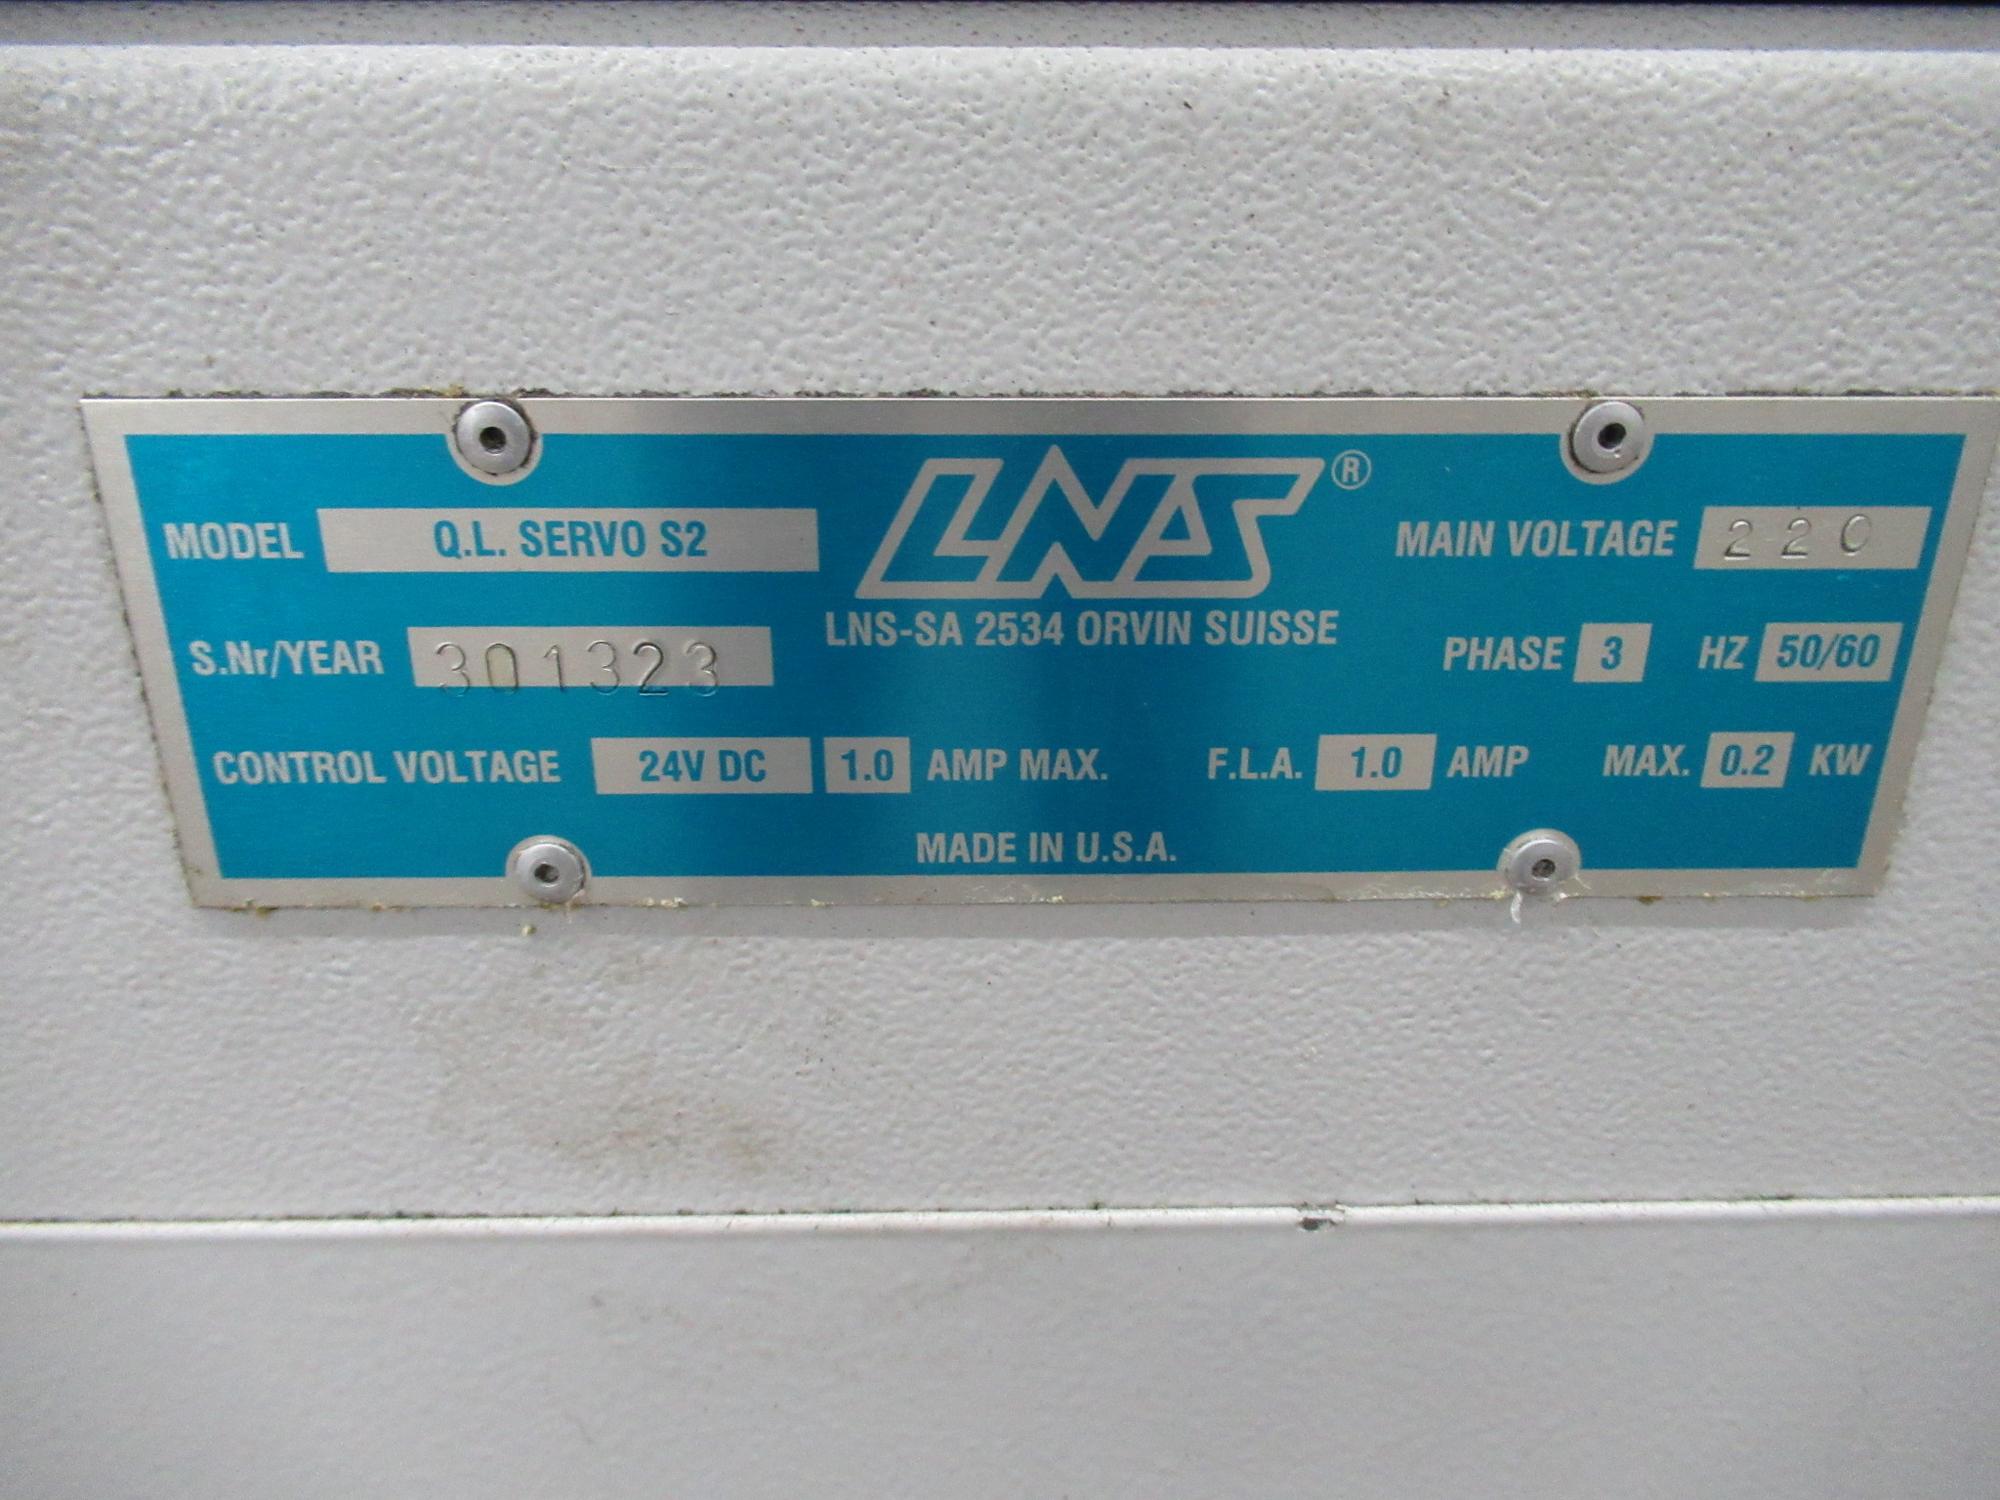 LNS®
MODEL Q.L. SERVO S2
MAIN VOLTAGE 220
LNS-SA 2534 ORVIN SUISSE
S.Nr/YEAR 301323
PHASE 3 HZ 50/60
CONTROL VOLTAGE 24V DC 1.0 AMP MAX. F.L.A. 1.0 AMP MAX. 0.2 KW
MADE IN U.S.A.